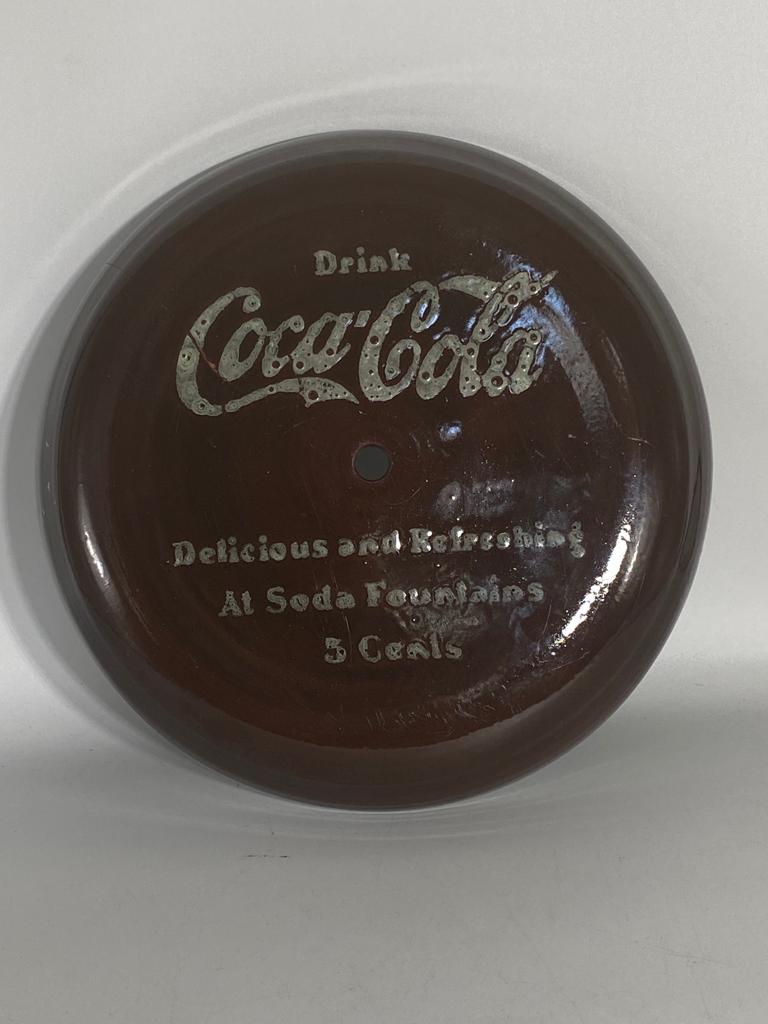 Drink
Coca-Cola
Delicious and Refreshing
At Soda Fountains
5 Cents